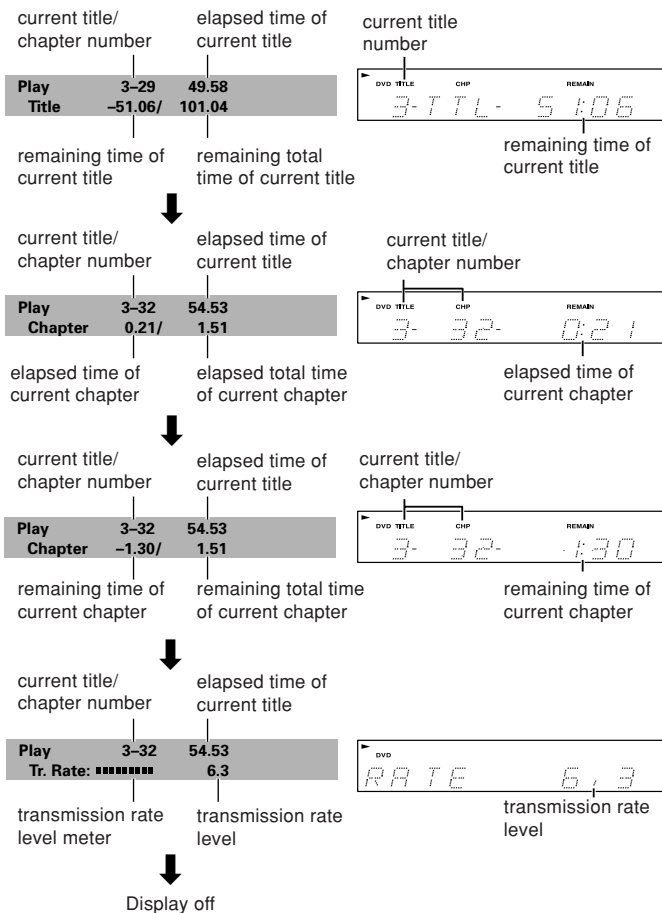 current title/ chapter number
elapsed time of current title
current title number
Play 3–29 49.58
Title –51.06/ 101.04
DVD TITLE CHP REMAIN
3-TTL- 51:06
remaining time of current title
remaining total time of current title
remaining time of current title
current title/ chapter number
elapsed time of current title
current title/ chapter number
Play 3–32 54.53
Chapter 0.21/ 1.51
DVD TITLE CHP REMAIN
3- 32- 0:21
elapsed time of current chapter
elapsed total time of current chapter
elapsed time of current chapter
current title/ chapter number
elapsed time of current title
current title/ chapter number
Play 3–32 54.53
Chapter –1.30/ 1.51
DVD TITLE CHP REMAIN
3- 32- -1:30
remaining time of current chapter
remaining total time of current chapter
remaining time of current chapter
current title/ chapter number
elapsed time of current title
Play 3–32 54.53
Tr. Rate: 6.3
DVD
RATE 6,3
transmission rate level meter
transmission rate level
transmission rate level
Display off